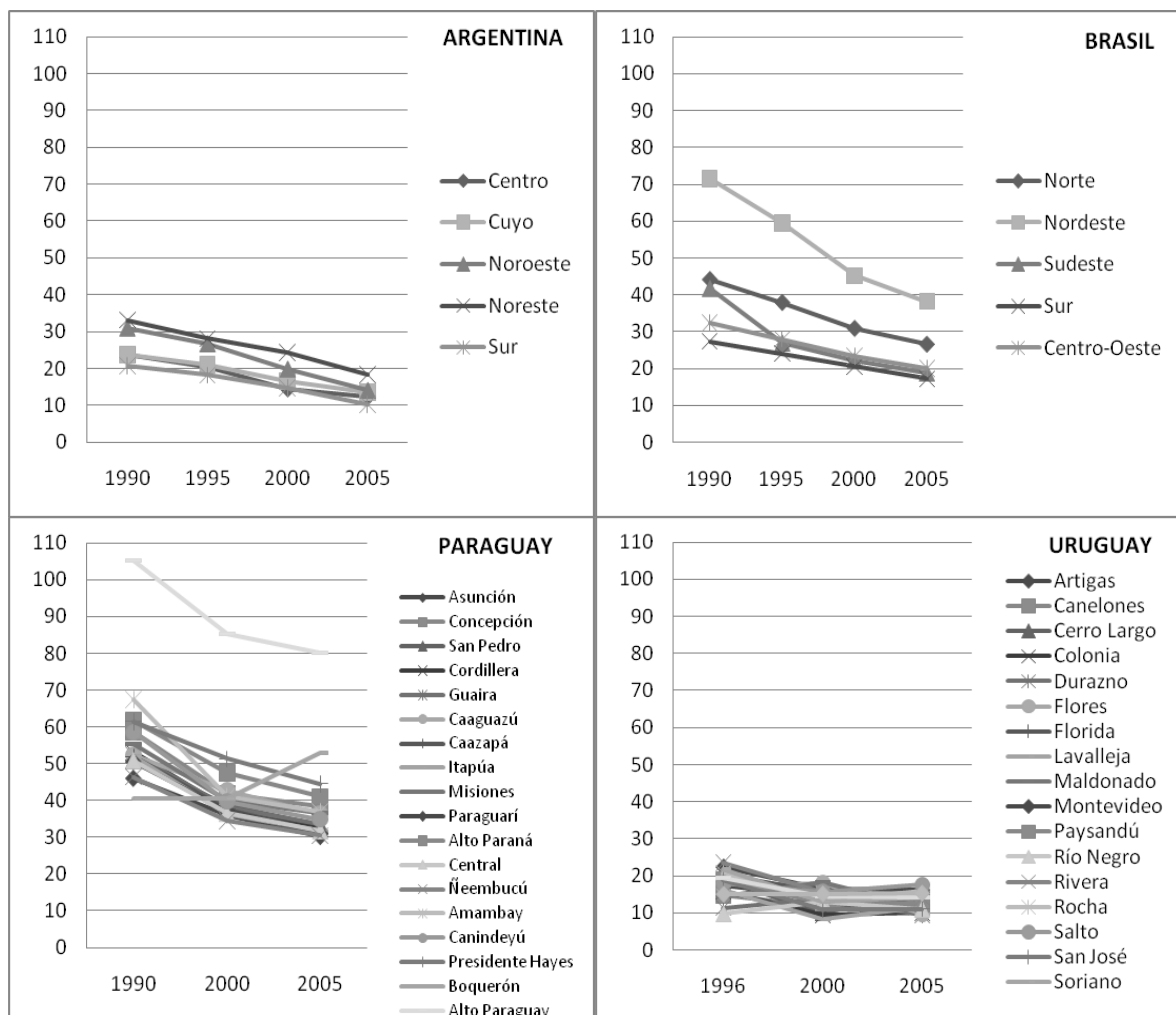 ARGENTINA
110
100
90
80
70
60
50
40
30
20
10
0
1990 1995 2000 2005
Centro
Cuyo
Noroeste
Noreste
Sur
BRASIL
110
100
90
80
70
60
50
40
30
20
10
0
1990 1995 2000 2005
Norte
Nordeste
Sudeste
Sur
Centro-Oeste
PARAGUAY
110
100
90
80
70
60
50
40
30
20
10
0
1990 2000 2005
Asunción
Concepción
San Pedro
Cordillera
Guaira
Caaguazú
Caazapá
Itapúa
Misiones
Paraguarí
Alto Paraná
Central
Ñeembucú
Amambay
Canindeyú
Presidente Hayes
Boquerón
Alto Paraguay
URUGUAY
110
100
90
80
70
60
50
40
30
20
10
0
1996 2000 2005
Artigas
Canelones
Cerro Largo
Colonia
Durazno
Flores
Florida
Lavalleja
Maldonado
Montevideo
Paysandú
Río Negro
Rivera
Rocha
Salto
San José
Soriano